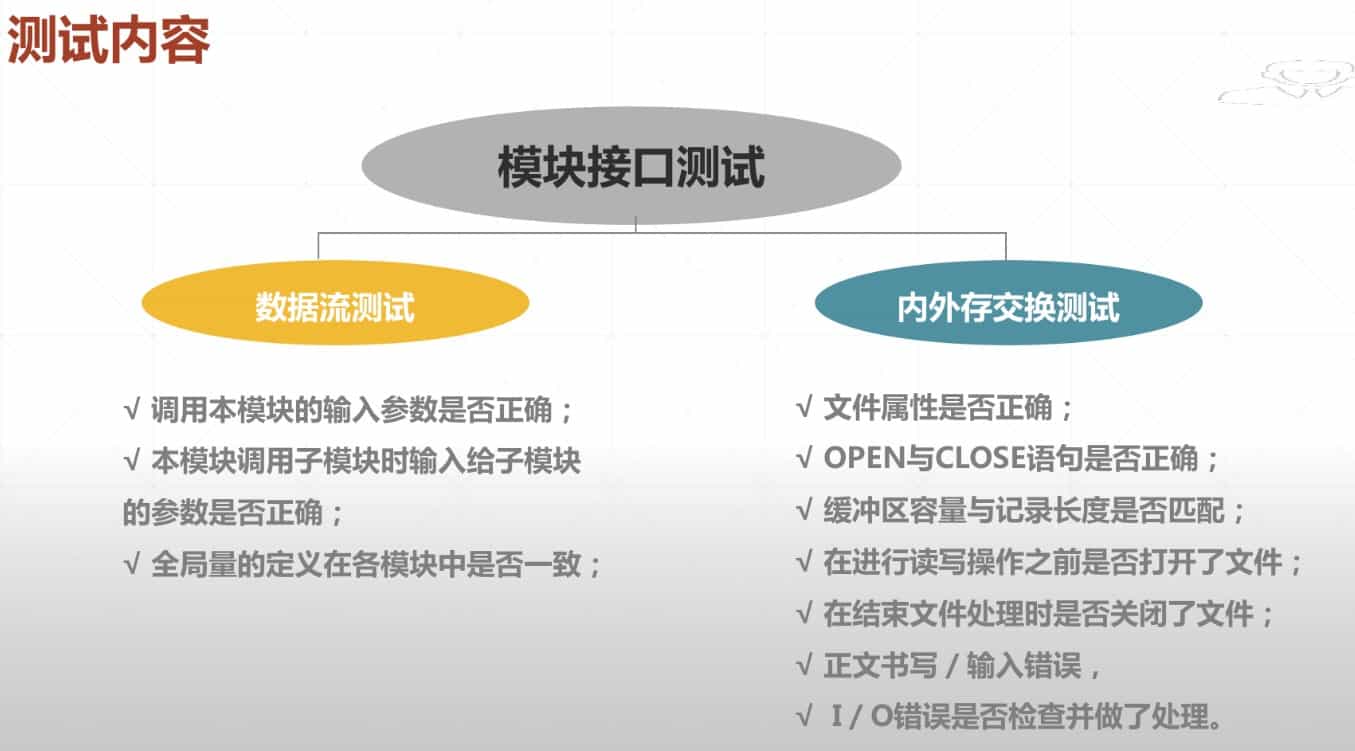 测试内容
模块接口测试
数据流测试
内外存交换测试
√ 调用本模块的输入参数是否正确；
√ 本模块调用子模块时输入给子模块
的参数是否正确；
√ 全局量的定义在各模块中是否一致；
√ 文件属性是否正确；
√ OPEN与CLOSE语句是否正确；
√ 缓冲区容量与记录长度是否匹配；
√ 在进行读写操作之前是否打开了文件；
√ 在结束文件处理时是否关闭了文件；
√ 正文书写 / 输入错误，
√ I / O错误是否检查并做了处理。